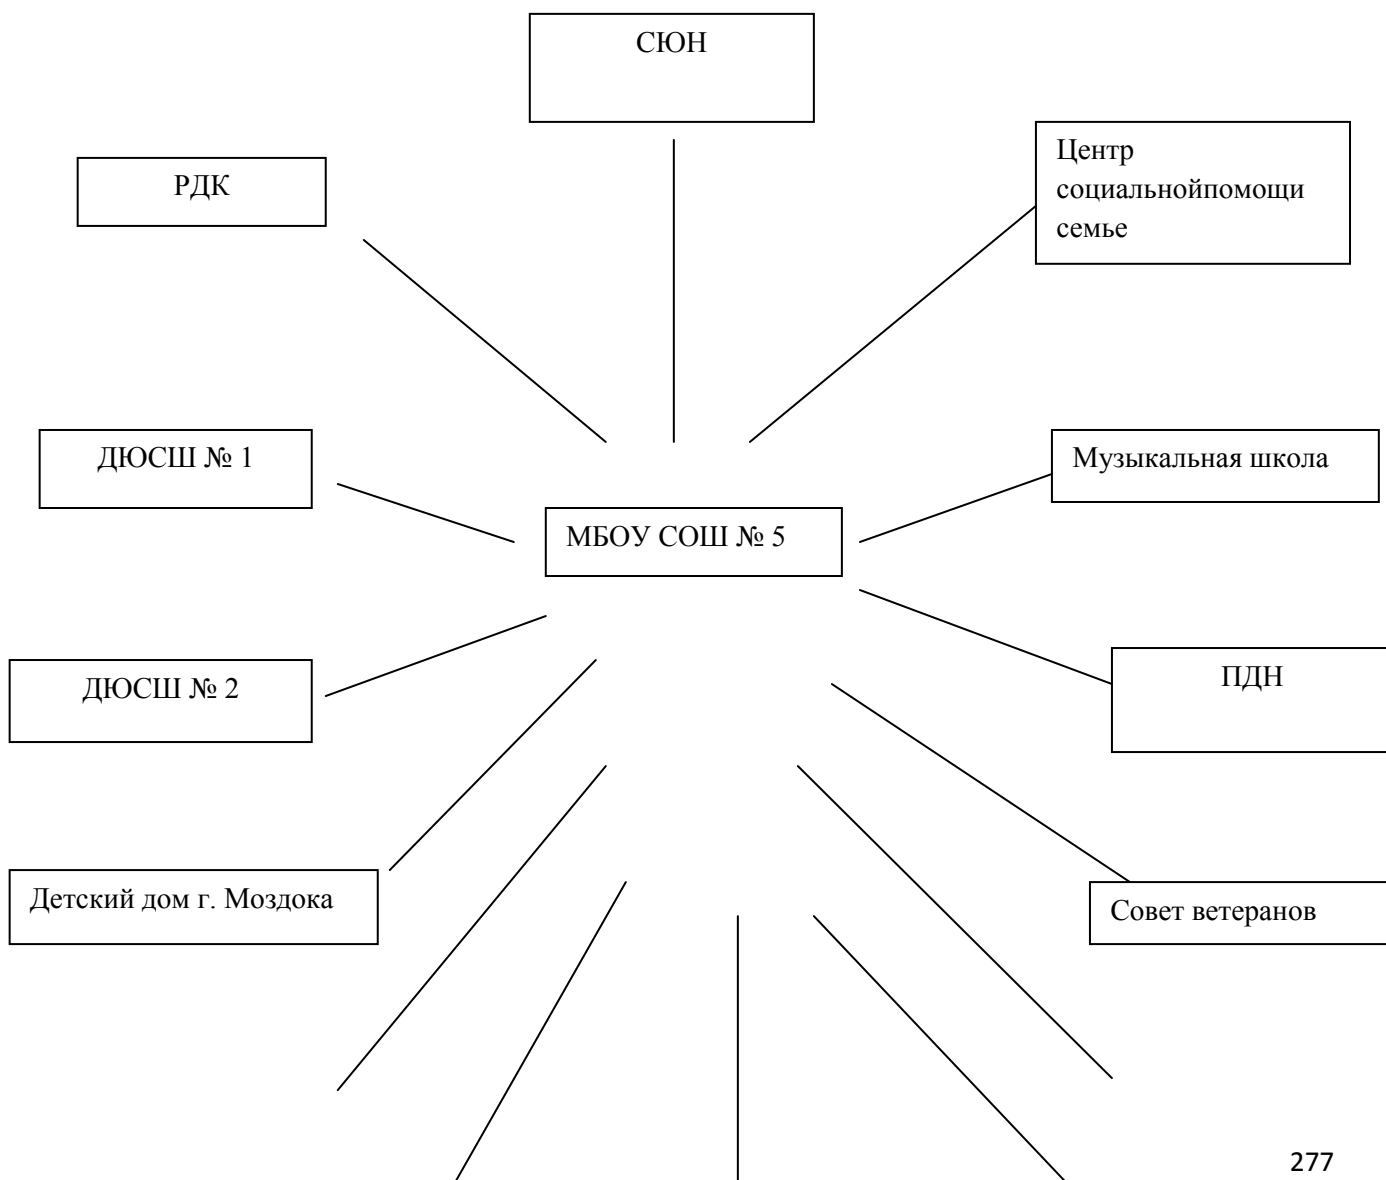 СЮН
Центр
социальнойпомощи
семье
РДК
ДЮСШ № 1
Музыкальная школа
МБОУ СОШ № 5
ДЮСШ № 2
ПДН
Детский дом г. Моздока
Совет ветеранов
277